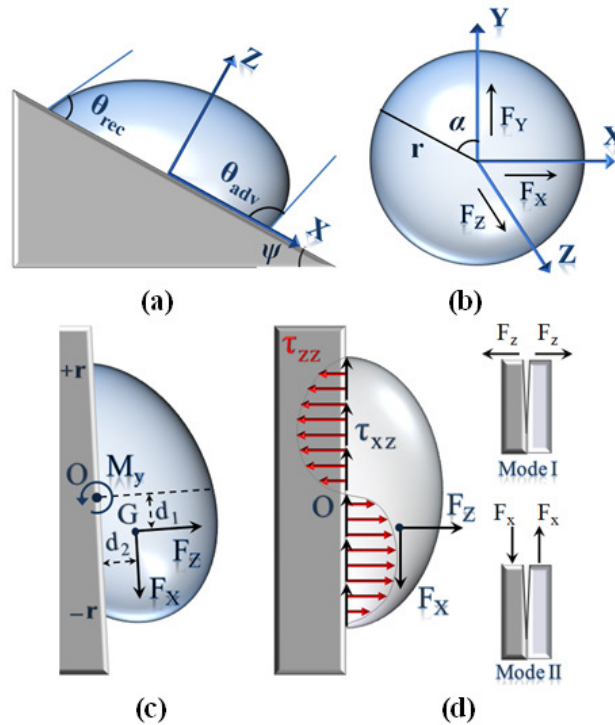 Z
θrec
θadv
X
ψ
(a)
Y
α
FY
r
X
FX
FZ
Z
(b)
+r
O
My
G
d1
d2
FZ
FX
−r
(c)
τzz
τxz
O
FZ
FX
(d)
Fz Fz
Mode I
Fx Fx
Mode II